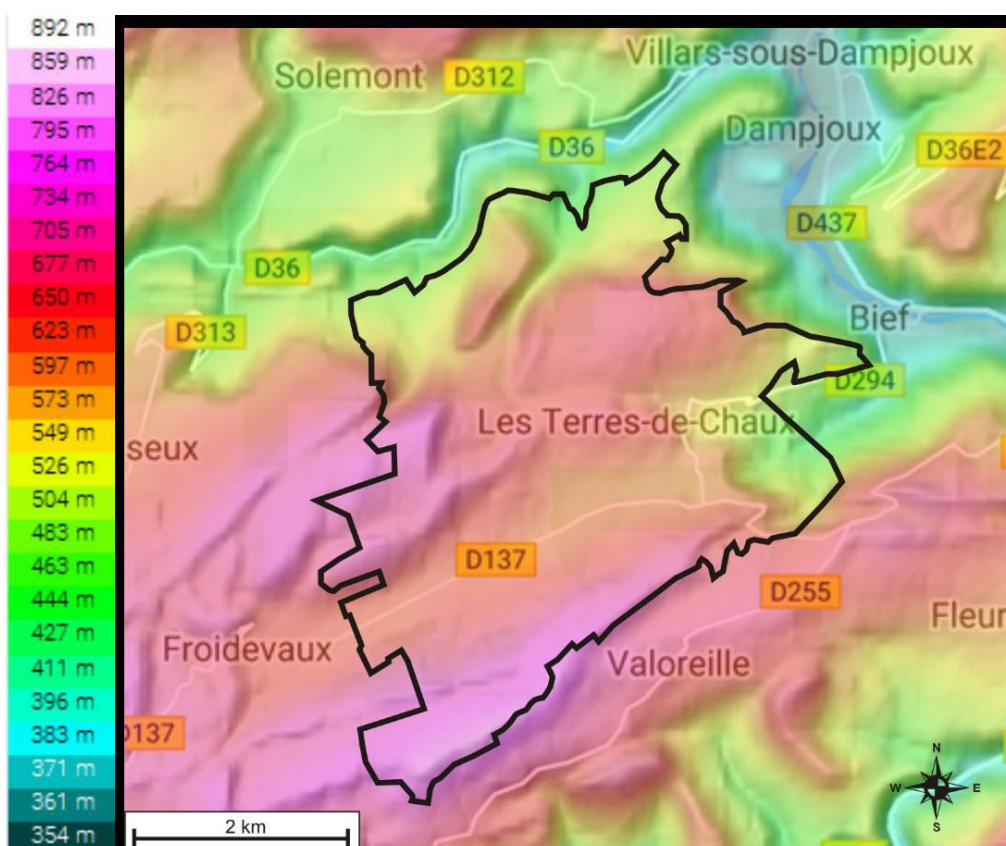 892 m
859 m
826 m
795 m
764 m
734 m
705 m
677 m
650 m
623 m
597 m
573 m
549 m
526 m
504 m
483 m
463 m
444 m
427 m
411 m
396 m
383 m
371 m
361 m
354 m
Villars-sous-Dampjoux
Solemont
D312
Dampjoux
D36
D36E2
D437
D36
Bief
D313
D294
Les Terres-de-Chaux
seux
D137
D255
Fleur
Froidevaux
Valoreille
D137
N
W E
S
2 km